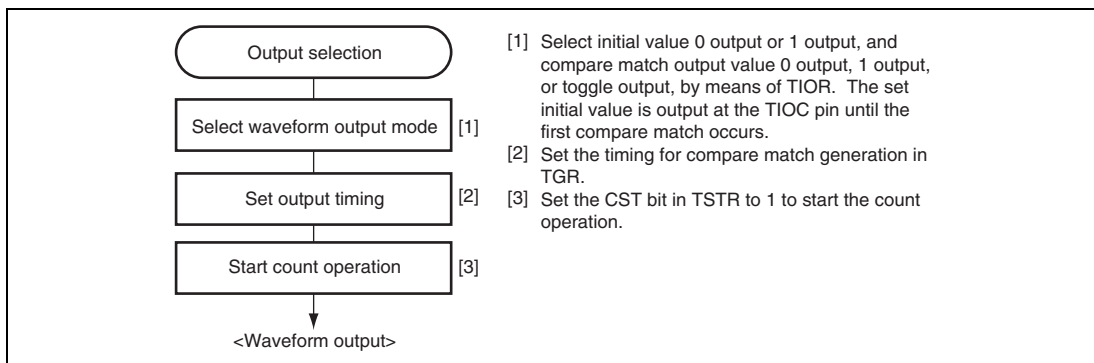 Output selection
Select waveform output mode [1]
Set output timing [2]
Start count operation [3]
<Waveform output>
[1] Select initial value 0 output or 1 output, and
compare match output value 0 output, 1 output,
or toggle output, by means of TIOR. The set
initial value is output at the TIOC pin until the
first compare match occurs.
[2] Set the timing for compare match generation in
TGR.
[3] Set the CST bit in TSTR to 1 to start the count
operation.